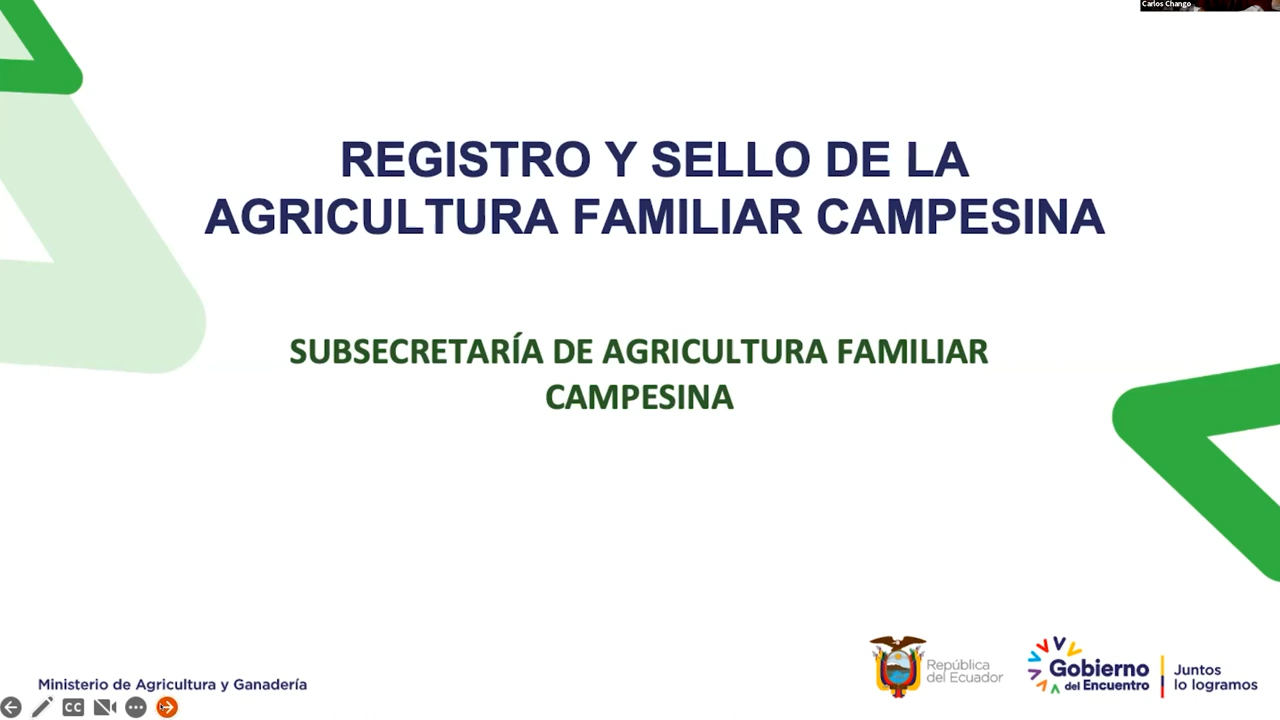 Carlos Chango
REGISTRO Y SELLO DE LA
AGRICULTURA FAMILIAR CAMPESINA
SUBSECRETARÍA DE AGRICULTURA FAMILIAR
CAMPESINA
Ministerio de Agricultura y Ganadería
CC
República
del Ecuador
Gobierno
del Encuentro
Juntos
lo logramos